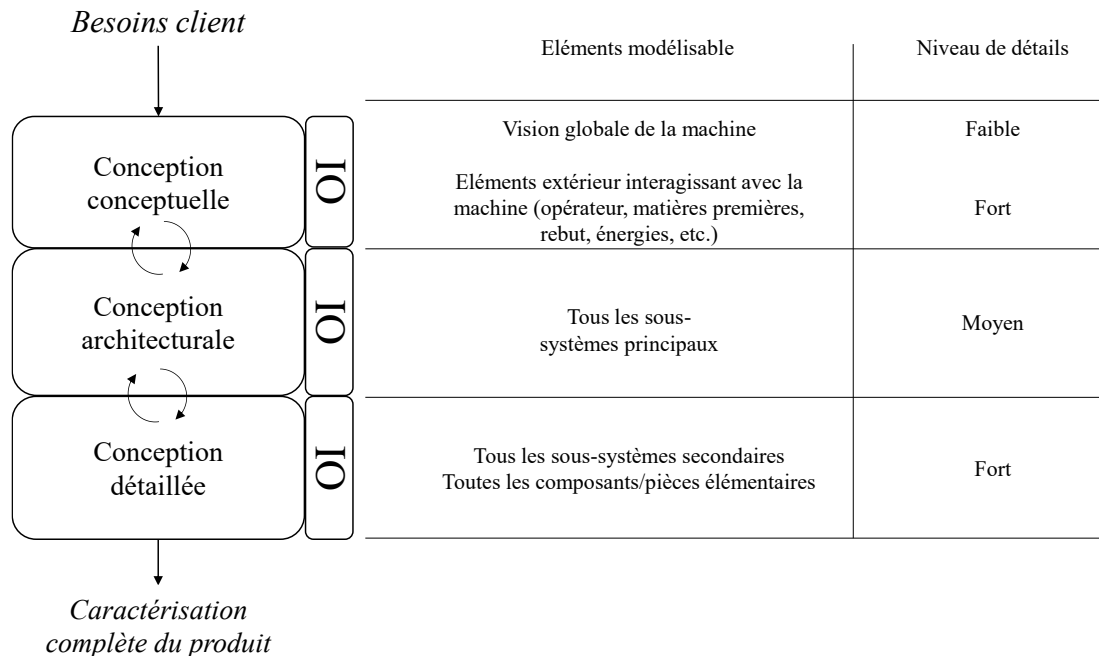 Besoins client
Eléments modélisable
Niveau de détails
Conception
conceptuelle
IO
Vision globale de la machine
Faible
Eléments extérieur interagissant avec la
machine (opérateur, matières premières,
rebut, énergies, etc.)
Fort
Conception
architecturale
IO
Tous les sous-
systèmes principaux
Moyen
Conception
détaillée
IO
Tous les sous-systèmes secondaires
Toutes les composants/pièces élémentaires
Fort
Caractérisation
complète du produit